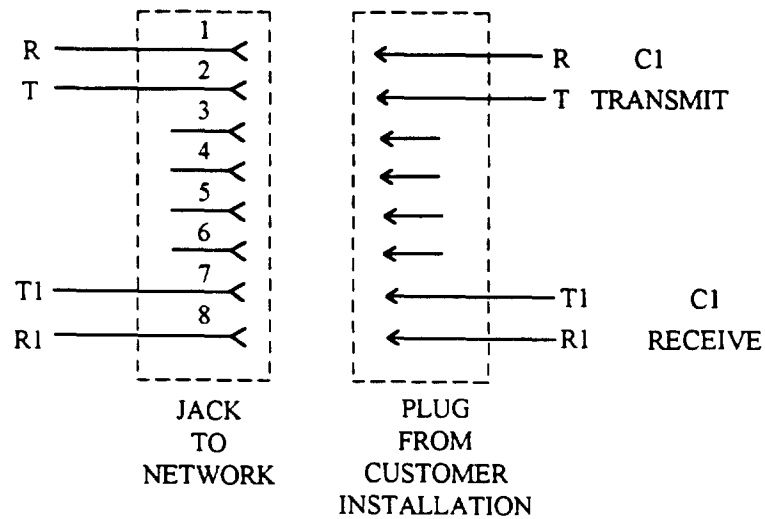 1
R
R C1
2
T
T TRANSMIT
3
4
5
6
7
T1
T1 C1
8
R1
R1 RECEIVE
JACK
TO
NETWORK
PLUG
FROM
CUSTOMER
INSTALLATION